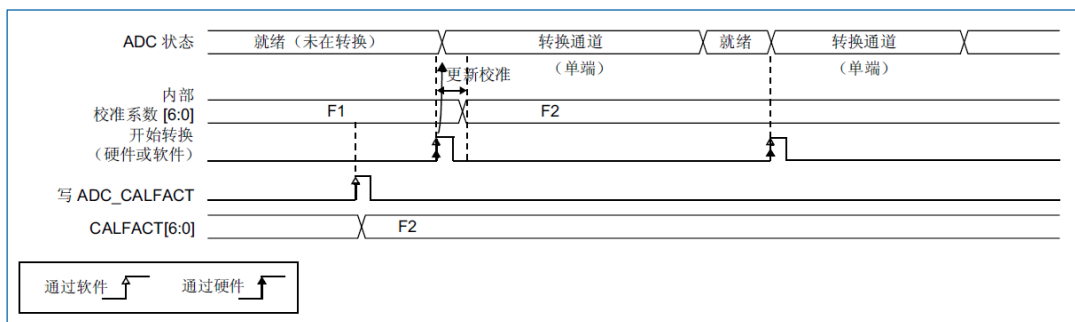 ADC 状态 就绪（未在转换） 转换通道 就绪 转换通道
（单端） （单端）
更新校准
内部
校准系数 [6:0] F1 F2
开始转换
（硬件或软件）
写 ADC_CALFACT
CALFACT[6:0] F2
通过软件 通过硬件